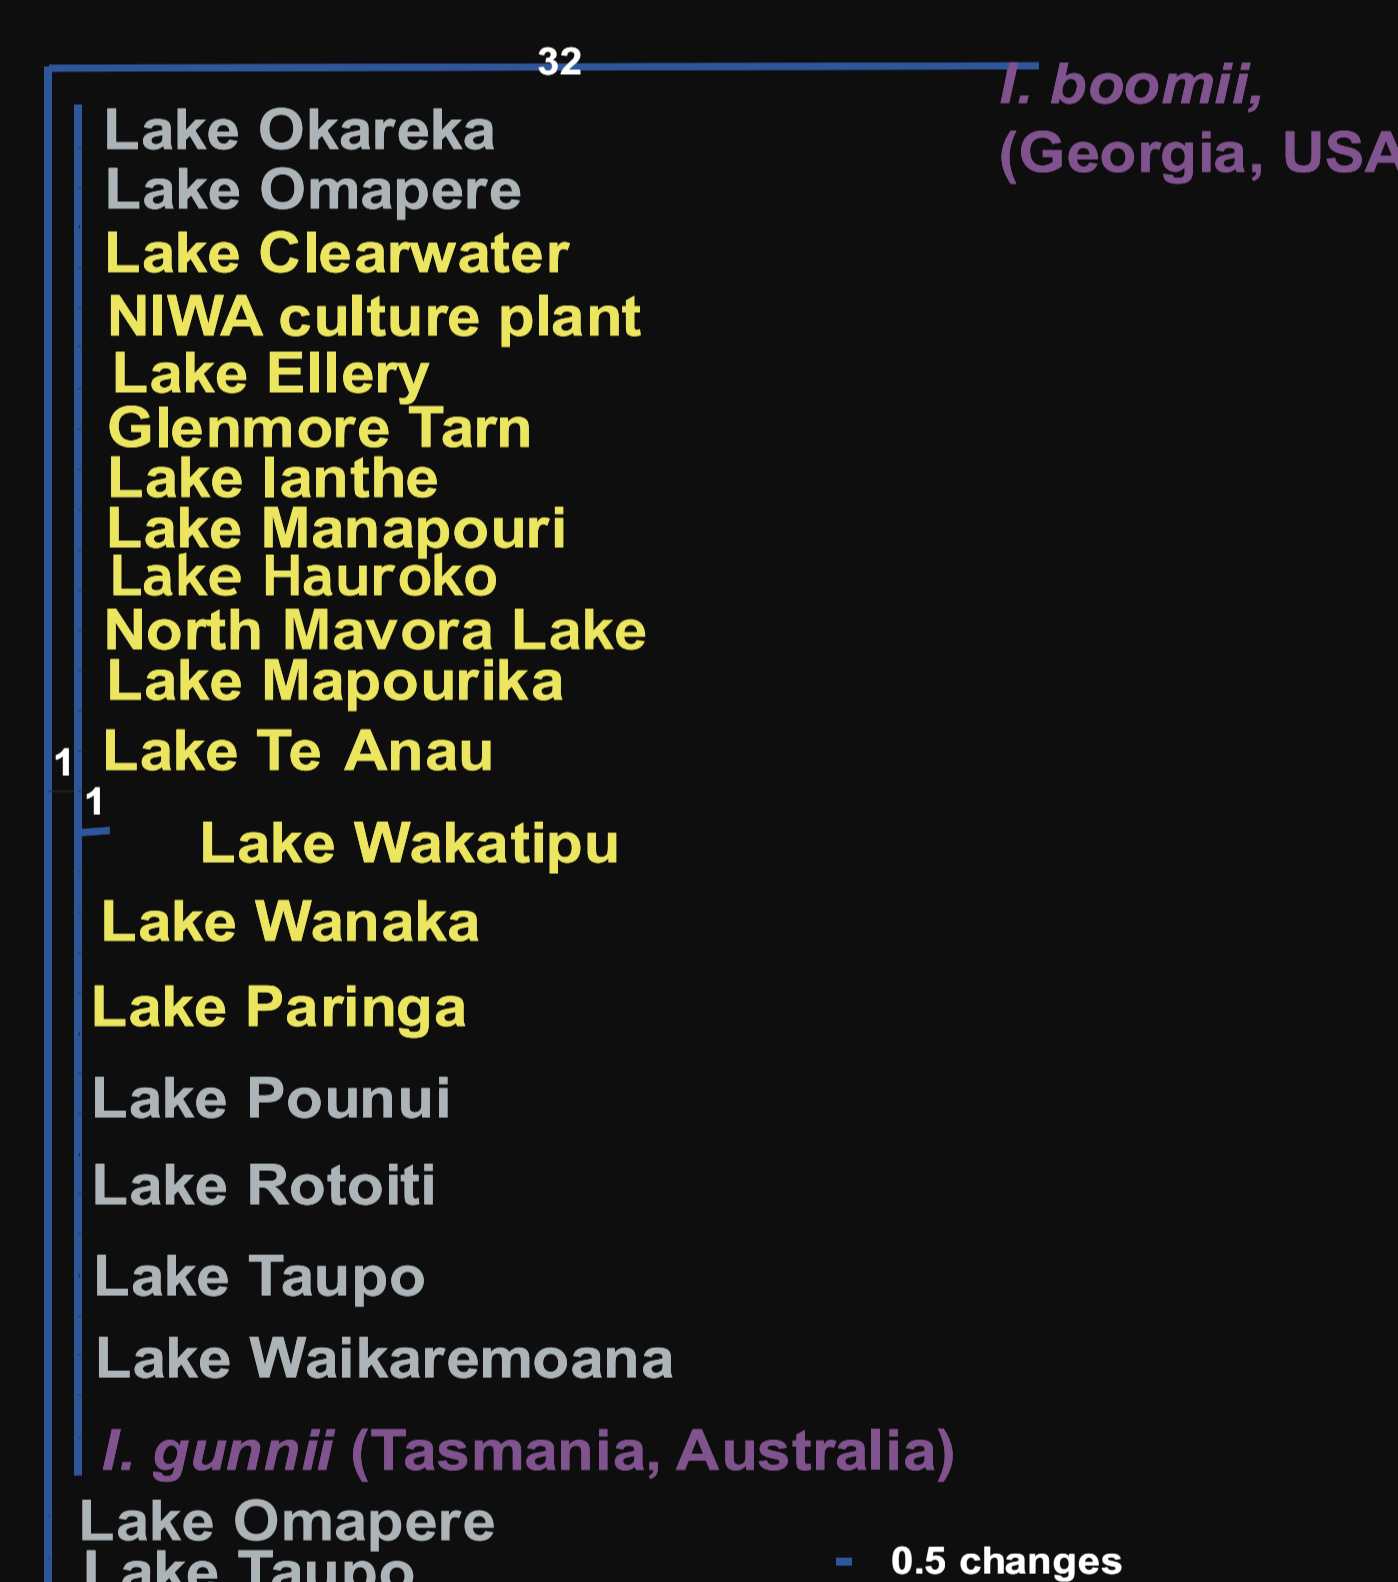 32
I. boomii,
(Georgia, USA
Lake Okareka
Lake Omapere
Lake Clearwater
NIWA culture plant
Lake Ellery
Glenmore Tarn
Lake Ianthe
Lake Manapouri
Lake Hauroko
North Mavora Lake
Lake Mapourika
1
Lake Te Anau
1
Lake Wakatipu
Lake Wanaka
Lake Paringa
Lake Pounui
Lake Rotoiti
Lake Taupo
Lake Waikaremoana
I. gunnii (Tasmania, Australia)
Lake Omapere
Lake Taupo
0.5 changes